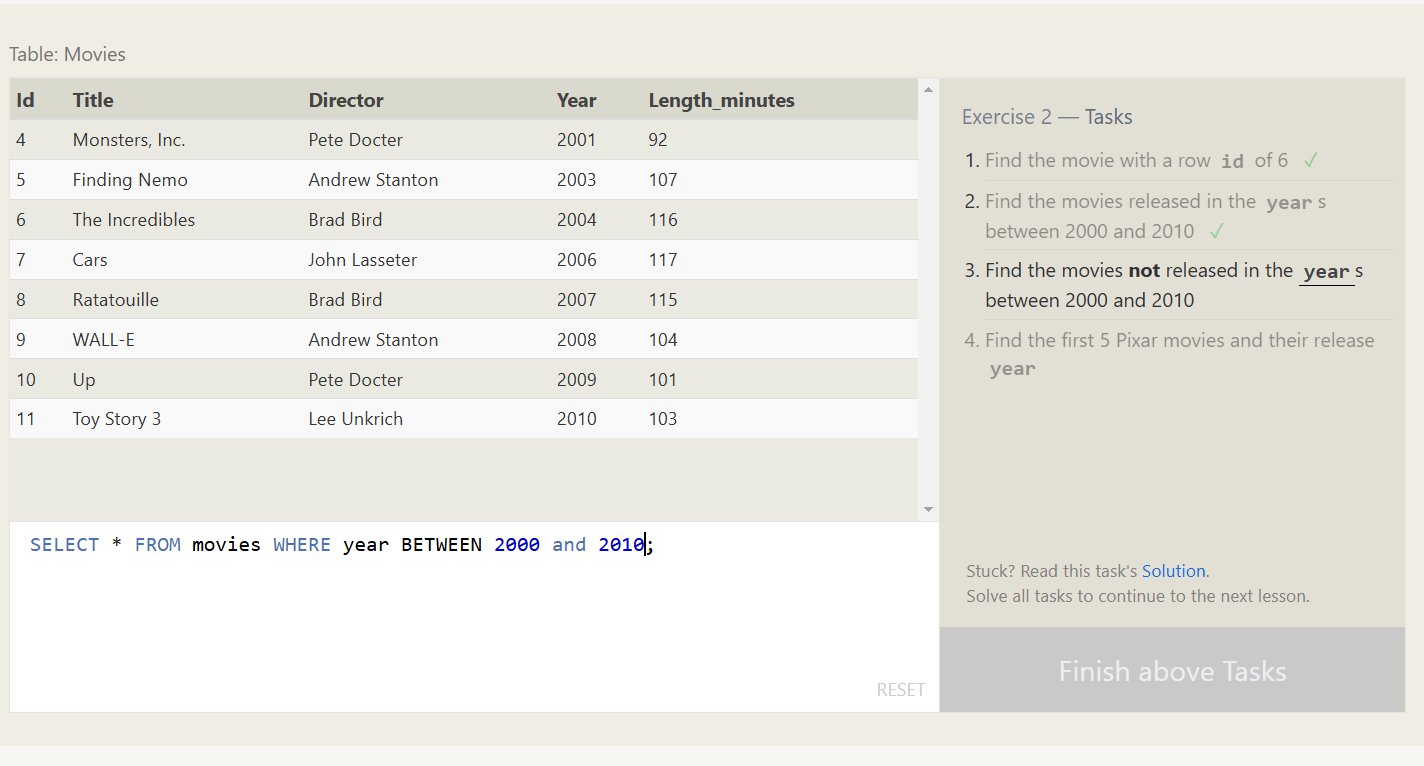 Table: Movies
Id Title Director Year Length_minutes
4 Monsters, Inc. Pete Docter 2001 92
5 Finding Nemo Andrew Stanton 2003 107
6 The Incredibles Brad Bird 2004 116
7 Cars John Lasseter 2006 117
8 Ratatouille Brad Bird 2007 115
9 WALL-E Andrew Stanton 2008 104
10 Up Pete Docter 2009 101
11 Toy Story 3 Lee Unkrich 2010 103
SELECT * FROM movies WHERE year BETWEEN 2000 and 2010;
RESET
Exercise 2 — Tasks
1. Find the movie with a row id of 6 ✓
2. Find the movies released in the year s
between 2000 and 2010 ✓
3. Find the movies not released in the year s
between 2000 and 2010
4. Find the first 5 Pixar movies and their release
year
Stuck? Read this task's Solution.
Solve all tasks to continue to the next lesson.
Finish above Tasks